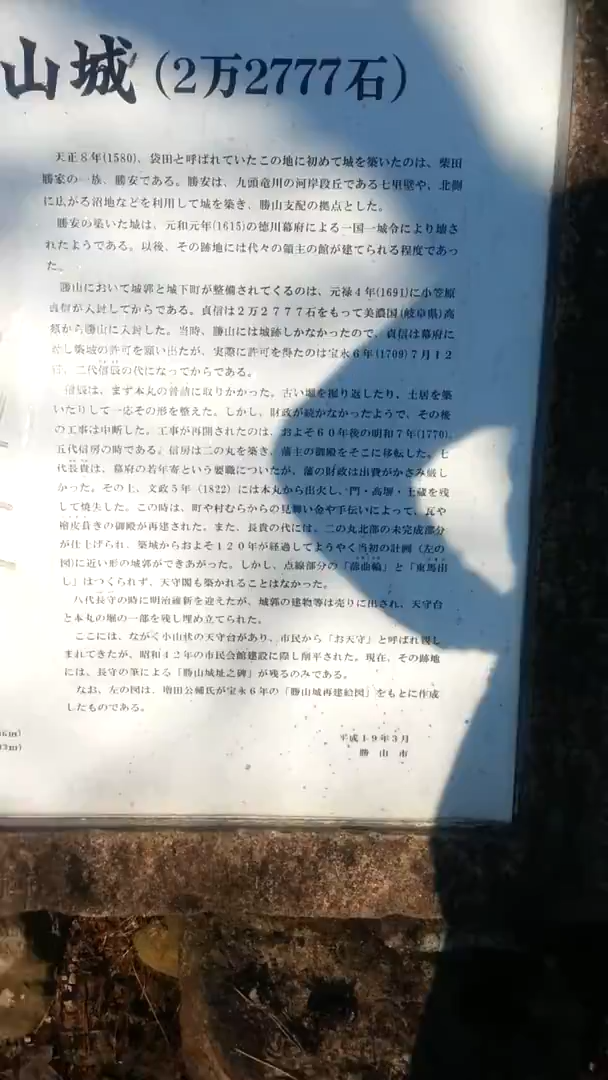 山城（2万2777石）
天正８年(1580)、袋田と呼ばれていたこの地に初めて城を築いたのは、柴田
勝家の一族、勝安である。勝安は、九頭竜川の河岸段丘である七里壁や、北側
に広がる沼地などを利用して城を築き、勝山支配の拠点とした。
勝安の築いた城は、元和元年(1615)の徳川幕府による一国一城令により壊さ
れたようである。以後、その跡地には代々の領主の館が建てられる程度であっ
た。
勝山において城郭と城下町が整備されてくるのは、元禄４年(1691)に小笠原
貞信が入封してからである。貞信は２万２７７７石をもって美濃国(岐阜県)高
須から勝山に入封した。当時、勝山には城跡しかなかったので、貞信は幕府に
対し築城の許可を願い出たが、実際に許可を得たのは宝永６年(1709)７月１２
日、二代信辰の代になってからである。
信辰は、まず本丸の普請に取りかかった。古い堀を掘り返したり、土居を築
いたりして一応その形を整えた。しかし、財政が続かなかったようで、その後
の工事は中断した。工事が再開されたのは、およそ６０年後の明和７年(1770)、
五代信房の時である。信房は二の丸を築き、藩主の御殿をそこに移転した。七
代長貴は、幕府の若年寄という要職についたが、藩の財政は出費がかさみ厳し
かった。その上、文政５年（1822）には本丸から出火し、門・高塀・土蔵を残
して焼失した。この時は、町や村むらからの見舞い金や手伝いによって、瓦や
檜皮葺きの御殿が再建された。また、長貴の代には、二の丸北部の未完成部分
が仕上げられ、築城からおよそ１２０年が経過してようやく当初の計画（左の
図)に近い形の城郭ができあがった。しかし、点線部分の「蔀曲輪」と「東馬出
し」はつくられず、天守閣も築かれることはなかった。
八代長守の時に明治維新を迎えたが、城郭の建物等は売りに出され、天守台
と本丸の堀の一部を残し埋め立てられた。
ここには、ながく小山状の天守台があり、市民から「お天守」と呼ばれ親し
まれてきたが、昭和４２年の市民会館建設に際し削平された。現在、その跡地
には、長守の筆による「勝山城址之碑」が残るのみである。
なお、左の図は、増田公輔氏が宝永６年の「勝山城再建絵図」をもとに作成
したものである。
平成１９年３月
勝山市